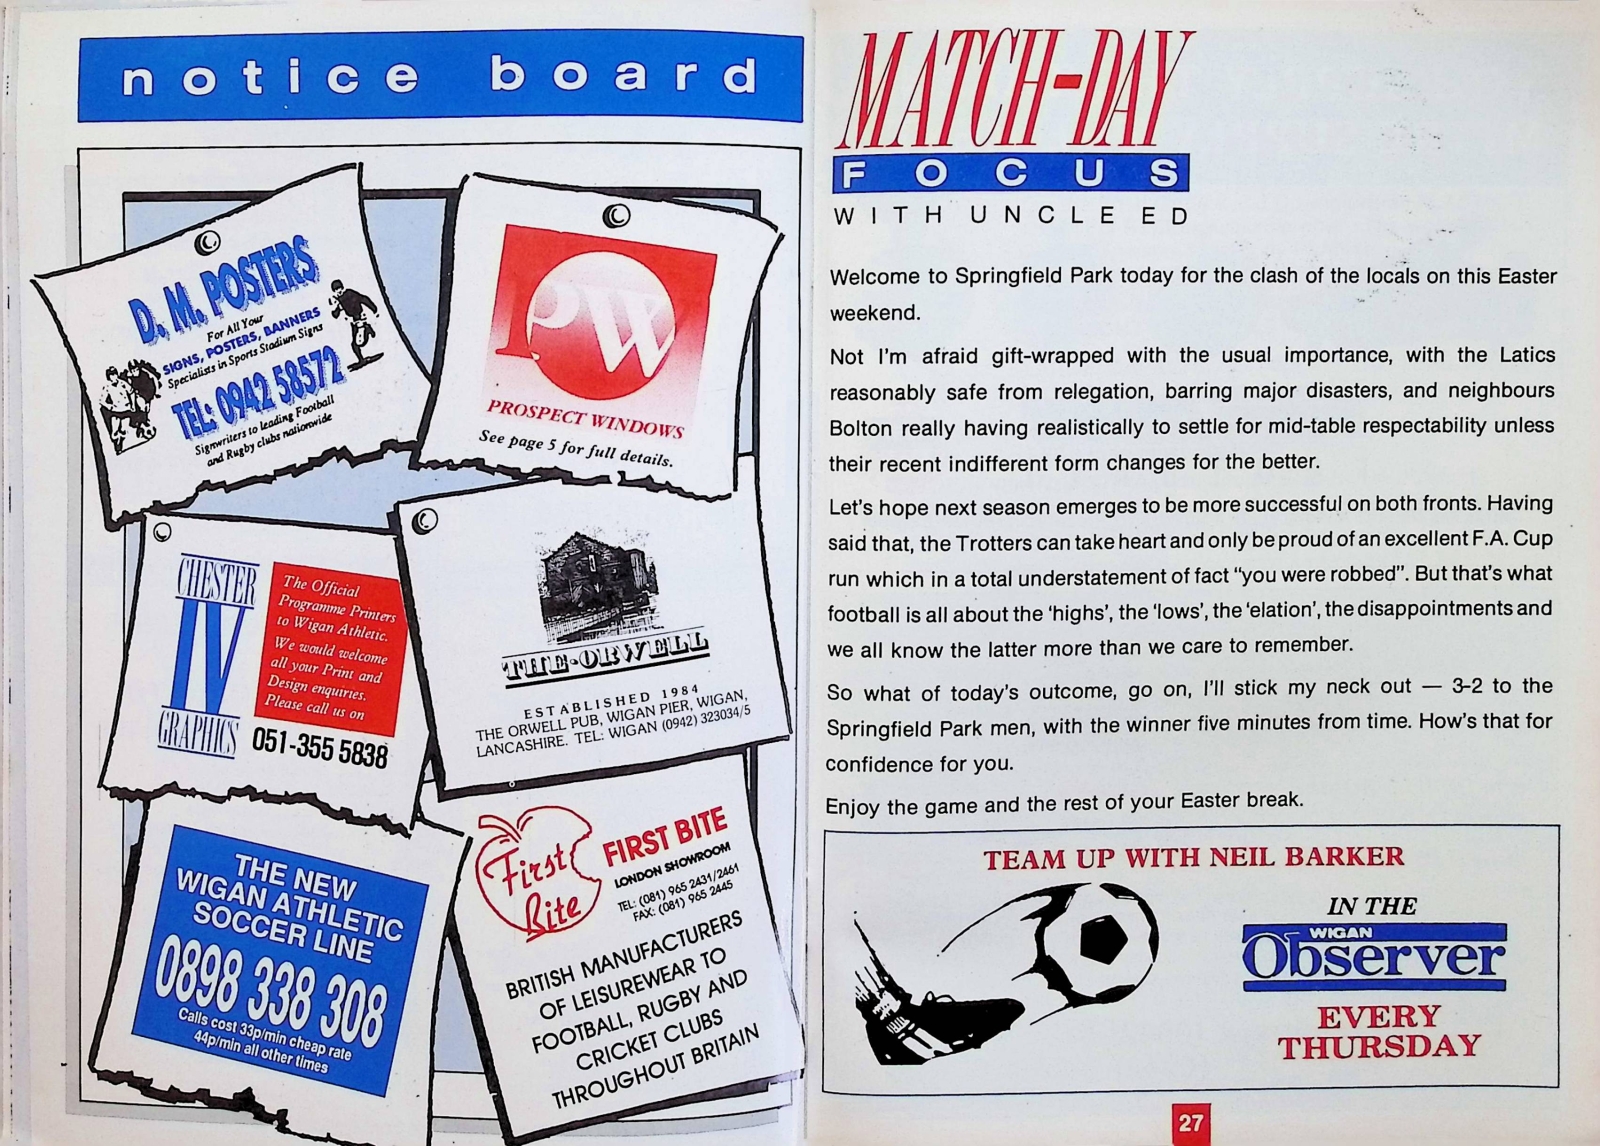 notice board
D. M. POSTERS
For All Your
SIGNS, POSTERS, BANNERS
Specialists in Sports Stadium Signs
TEL: 0942 58572
Signwriters to leading Football
and Rugby clubs nationwide
PW
PROSPECT WINDOWS
See page 5 for full details.
CHESTER
IV
GRAPHICS
The Official
Programme Printers
to Wigan Athletic.
We would welcome
all your Print and
Design enquiries.
Please call us on
051-355 5838
THE·ORWELL
ESTABLISHED 1984
THE ORWELL PUB, WIGAN PIER, WIGAN,
LANCASHIRE. TEL: WIGAN (0942) 323034/5
THE NEW
WIGAN ATHLETIC
SOCCER LINE
0898 338 308
Calls cost 33p/min cheap rate
44p/min all other times
First
Bite
FIRST BITE
LONDON SHOWROOM
TEL: (081) 965 2431/2461
FAX: (081) 965 2445
BRITISH MANUFACTURERS
OF LEISUREWEAR TO
FOOTBALL, RUGBY AND
CRICKET CLUBS
THROUGHOUT BRITAIN
MATCH-DAY
FOCUS
WITH UNCLE ED
Welcome to Springfield Park today for the clash of the locals on this Easter
weekend.
Not I'm afraid gift-wrapped with the usual importance, with the Latics
reasonably safe from relegation, barring major disasters, and neighbours
Bolton really having realistically to settle for mid-table respectability unless
their recent indifferent form changes for the better.
Let's hope next season emerges to be more successful on both fronts. Having
said that, the Trotters can take heart and only be proud of an excellent F.A. Cup
run which in a total understatement of fact "you were robbed". But that's what
football is all about the 'highs', the 'lows', the 'elation', the disappointments and
we all know the latter more than we care to remember.
So what of today's outcome, go on, I'll stick my neck out — 3-2 to the
Springfield Park men, with the winner five minutes from time. How's that for
confidence for you.
Enjoy the game and the rest of your Easter break.
TEAM UP WITH NEIL BARKER
IN THE
WIGAN
Observer
EVERY
THURSDAY
27